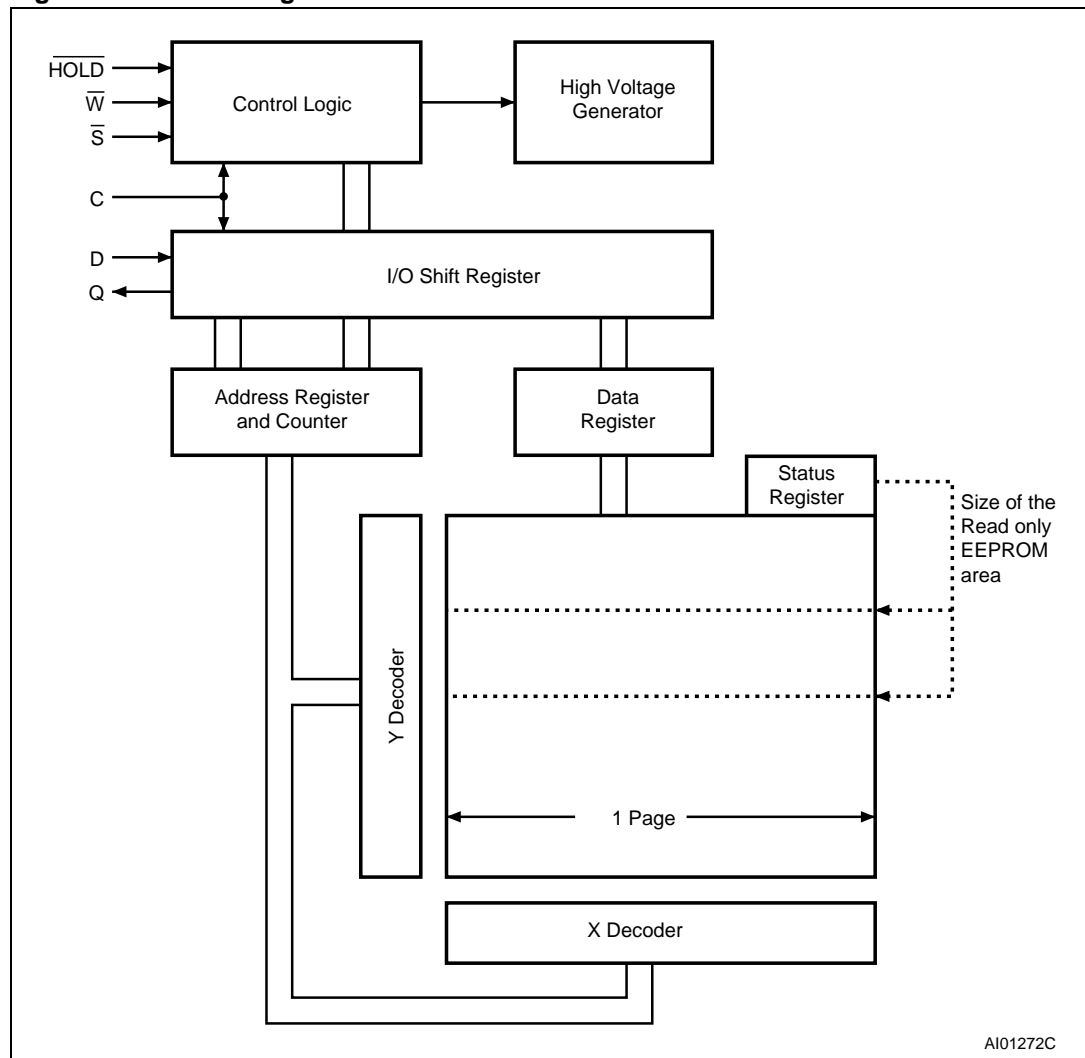 HOLD
W
S
C
D
Q
Control Logic
High Voltage
Generator
I/O Shift Register
Address Register
and Counter
Data
Register
Status
Register
Size of the
Read only
EEPROM
area
Y Decoder
1 Page
X Decoder
AI01272C